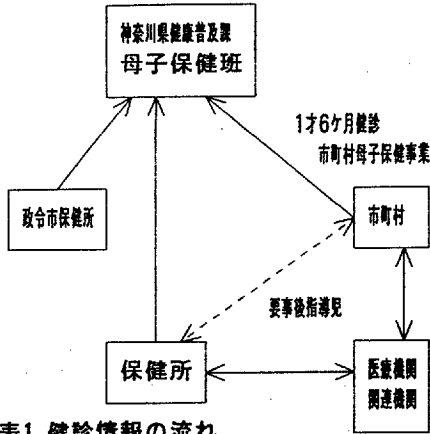 神奈川県健康普及課
母子保健班
1才6ケ月健診
市町村母子保健事業
政令市保健所
市町村
要事後指導児
保健所
医療機関
関連機関
表1 健診情報の流れ